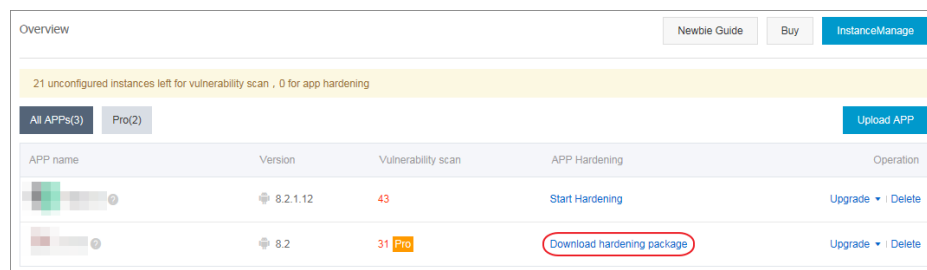 Overview
Newbie Guide
Buy
InstanceManage
21 unconfigured instances left for vulnerability scan , 0 for app hardening
All APPs(3)
Pro(2)
Upload APP
APP name
Version
Vulnerability scan
APP Hardening
Operation
8.2.1.12
43
Start Hardening
Upgrade
Delete
8.2
31 Pro
Download hardening package
Upgrade
Delete